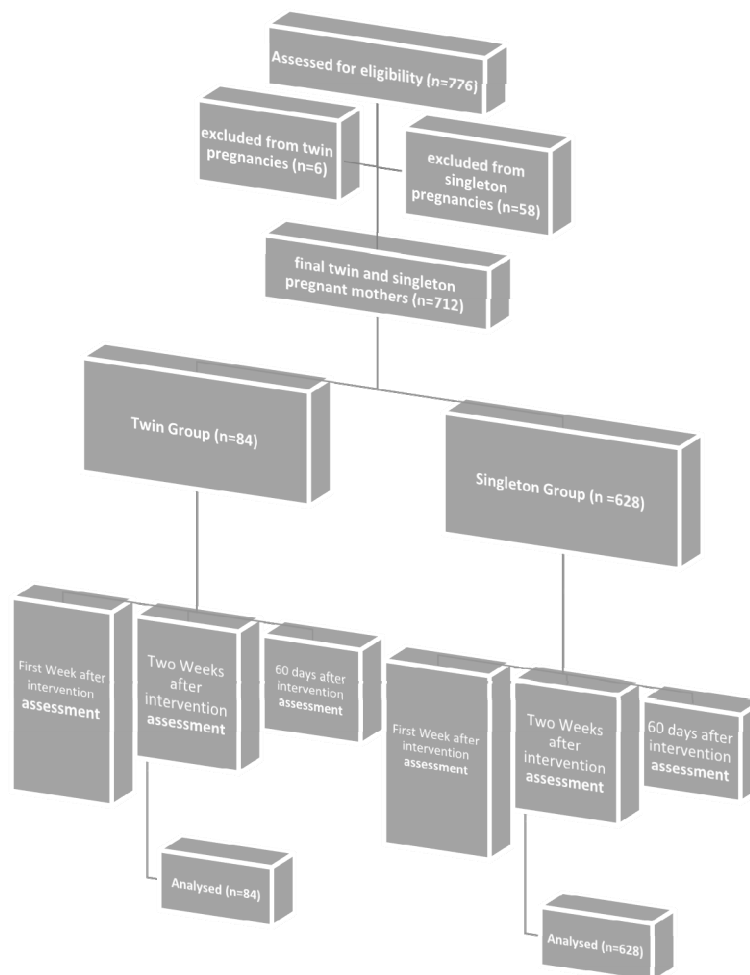 Assessed for eligibility (n=776)
excluded from twin
pregnancies (n=6)
excluded from
singleton
pregnancies (n=58)
final twin and singleton
pregnant mothers (n=712)
Twin Group (n=84)
Singleton Group (n =628)
First Week after
intervention
assessment
Two Weeks
after
intervention
assessment
60 days after
intervention
assessment
First Week after
intervention
assessment
Two Weeks
after
intervention
assessment
60 days after
intervention
assessment
Analysed (n=84)
Analysed (n=628)